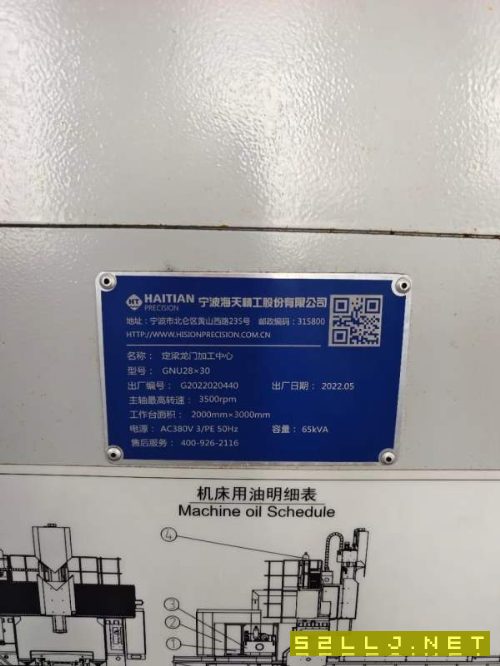 HAITIAN PRECISION 宁波海天精工股份有限公司
地址：宁波市北仑区黄山西路235号 邮政编码：315800
HTTP://WWW.HISIONPRECISION.COM.CN
名称： 定梁龙门加工中心
型号： GNU28×30
出厂编号： G2022020440 出厂日期： 2022.05
主轴最高转速： 3500rpm
工作台面积： 2000mm×3000mm
电源： AC380V 3/PE 50Hz 容量： 65kVA
售后服务： 400-926-2116
机床用油明细表
Machine oil Schedule
④
③
②
①
52LLJ.NET